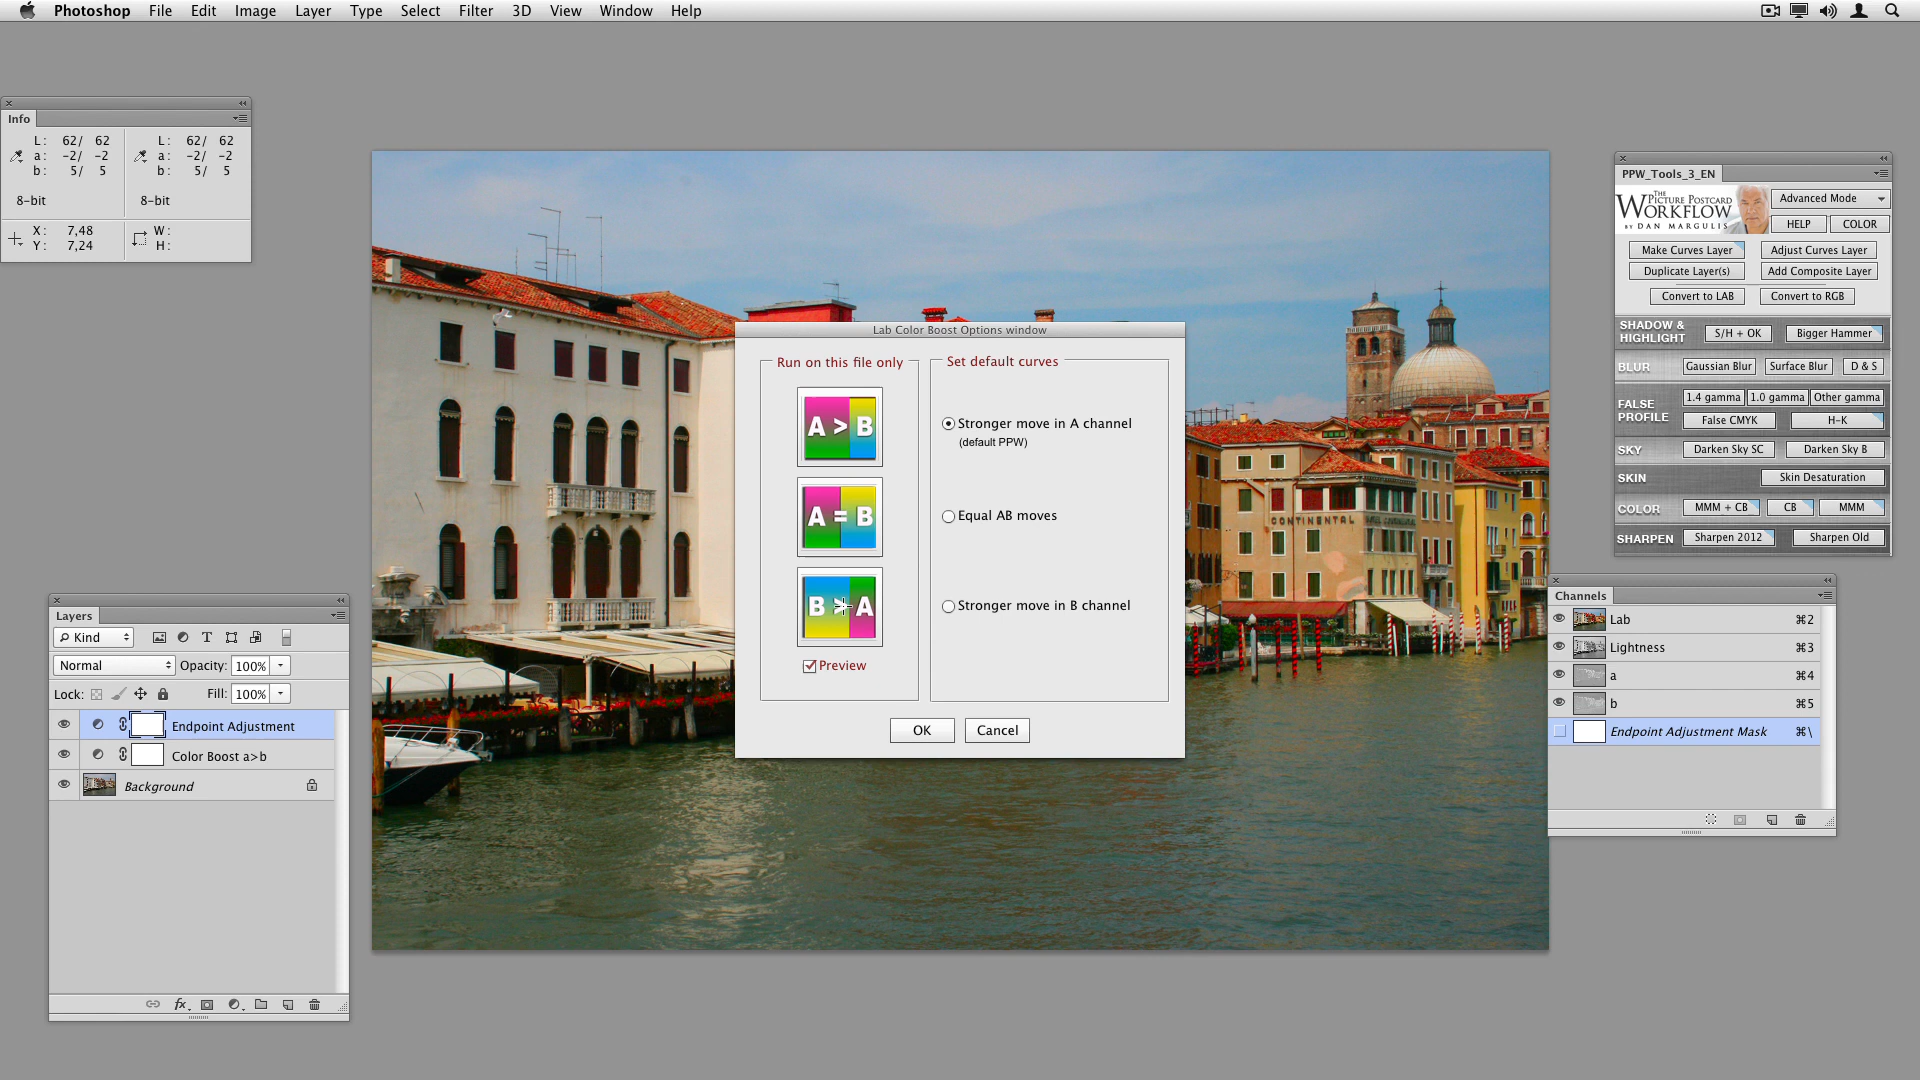 Photoshop File Edit Image Layer Type Select Filter 3D View Window Help
Info
L: 62/ 62 L: 62/ 62
a: -2/ -2 a: -2/ -2
b: 5/ 5 b: 5/ 5
8-bit 8-bit
X: 7,48 W:
Y: 7,24 H:
Lab Color Boost Options window
Run on this file only
A > B
A = B
B > A
Preview
Set default curves
Stronger move in A channel
(default PPW)
Equal AB moves
Stronger move in B channel
OK Cancel
CONTINENTAL
PPW_Tools_3_EN
THE
PICTURE POSTCARD
WORKFLOW
BY DAN MARGULIS
Advanced Mode
HELP COLOR
Make Curves Layer Adjust Curves Layer
Duplicate Layer(s) Add Composite Layer
Convert to LAB Convert to RGB
SHADOW &
HIGHLIGHT
S/H + OK Bigger Hammer
BLUR Gaussian Blur Surface Blur D & S
FALSE
PROFILE
1.4 gamma 1.0 gamma Other gamma
False CMYK H-K
SKY Darken Sky SC Darken Sky B
SKIN Skin Desaturation
COLOR MMM + CB CB MMM
SHARPEN Sharpen 2012 Sharpen Old
Layers
Kind
Normal Opacity: 100%
Lock: Fill: 100%
Endpoint Adjustment
Color Boost a>b
Background
fx
Channels
Lab ⌘2
Lightness ⌘3
a ⌘4
b ⌘5
Endpoint Adjustment Mask ⌘\